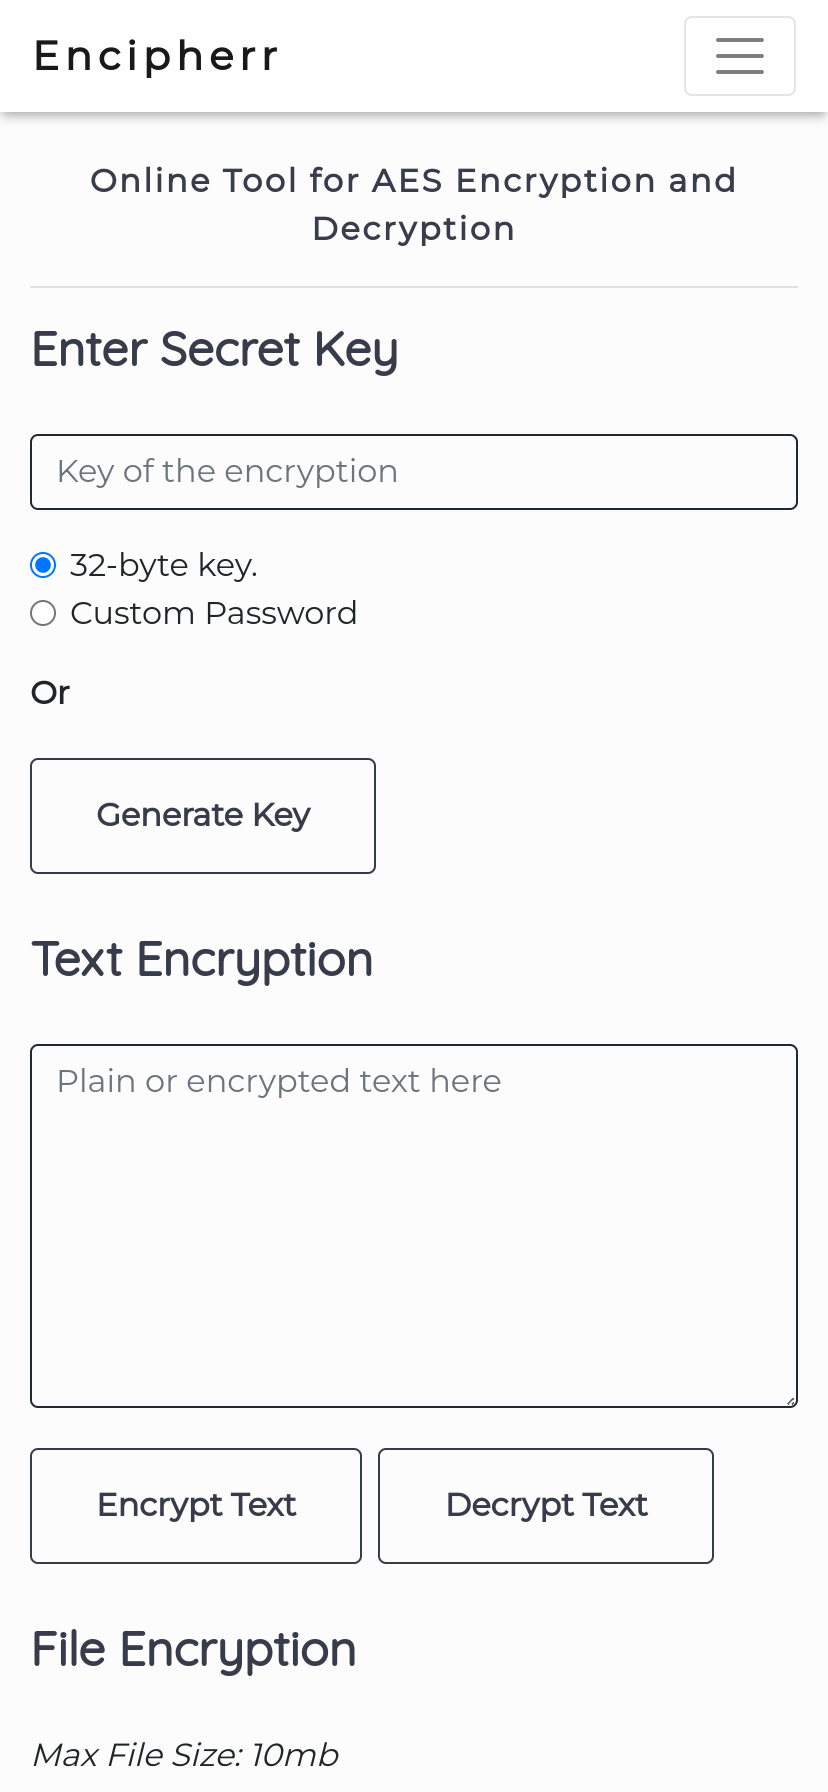 Encipherr
Online Tool for AES Encryption and
Decryption
Enter Secret Key
Key of the encryption
32-byte key.
Custom Password
Or
Generate Key
Text Encryption
Plain or encrypted text here
Encrypt Text
Decrypt Text
File Encryption
Max File Size: 10mb